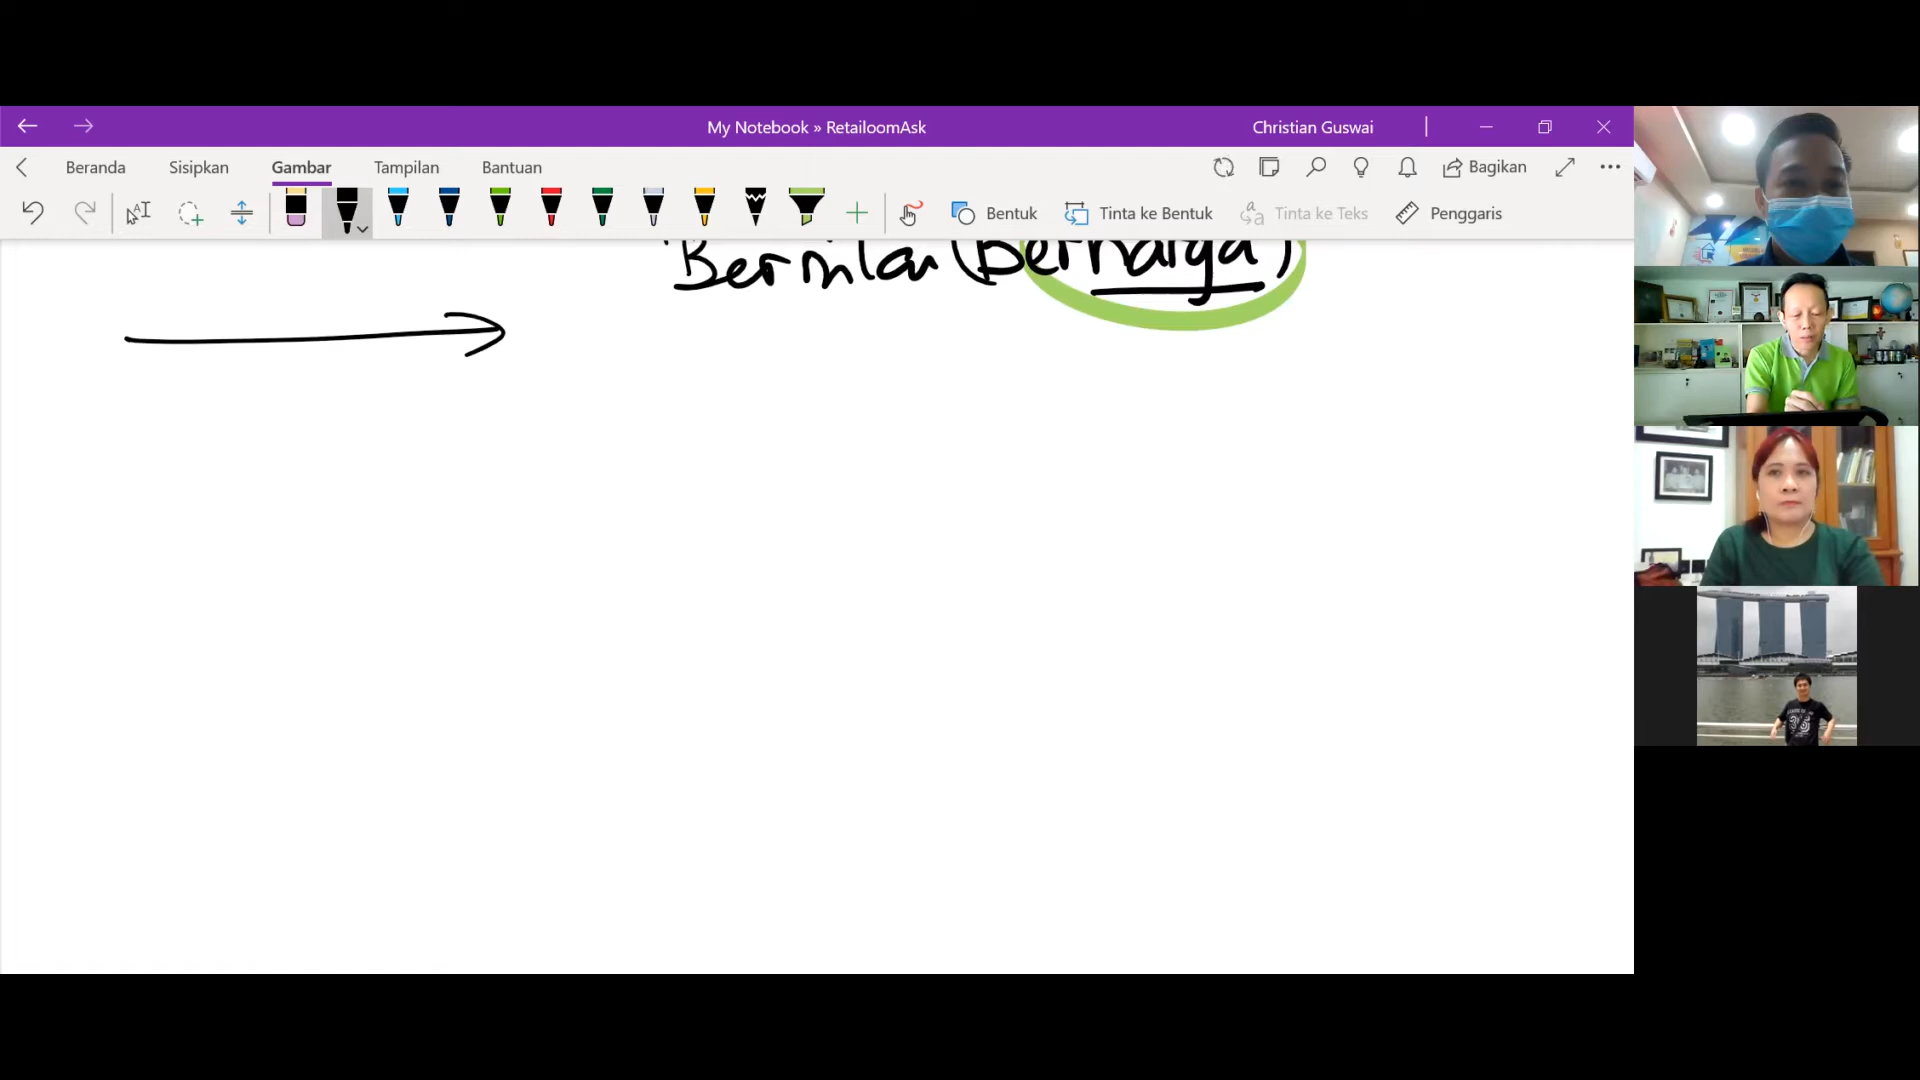 My Notebook » RetailoomAsk
Christian Guswai
Beranda Sisipkan Gambar Tampilan Bantuan
Bagikan
Bentuk Tinta ke Bentuk Tinta ke Teks Penggaris
Bernilai (Berharga)